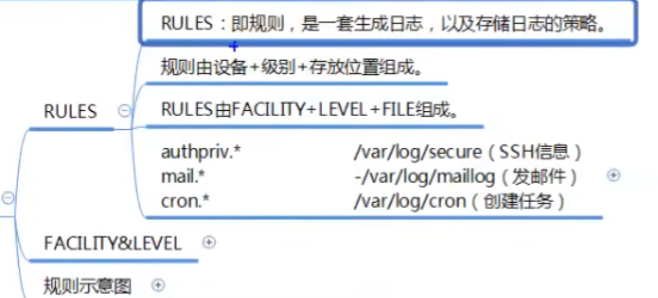 RULES：即规则，是一套生成日志，以及存储日志的策略。
规则由设备+级别+存放位置组成。
RULES
RULES由FACILITY+LEVEL+FILE组成。
authpriv.* /var/log/secure（SSH信息）
mail.* -/var/log/maillog（发邮件）
cron.* /var/log/cron（创建任务）
FACILITY&LEVEL
规则示意图